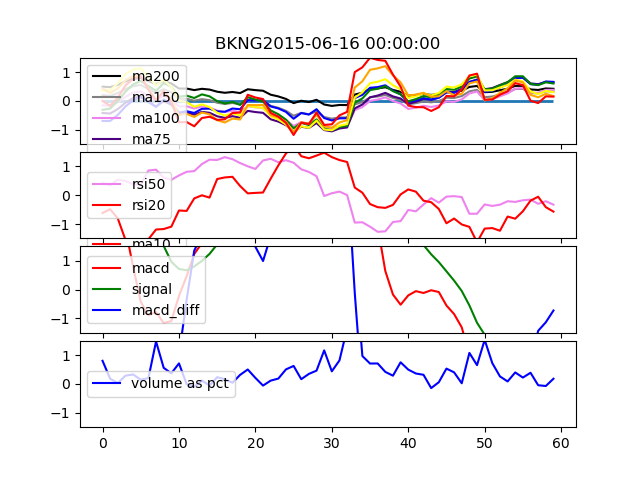 BKNG2015-06-16 00:00:00
1
0
−1
ma200
ma150
ma100
ma75
1
0
−1
rsi50
rsi20
ma10
1
0
−1
macd
signal
macd_diff
1
0
−1
volume as pct
0 10 20 30 40 50 60